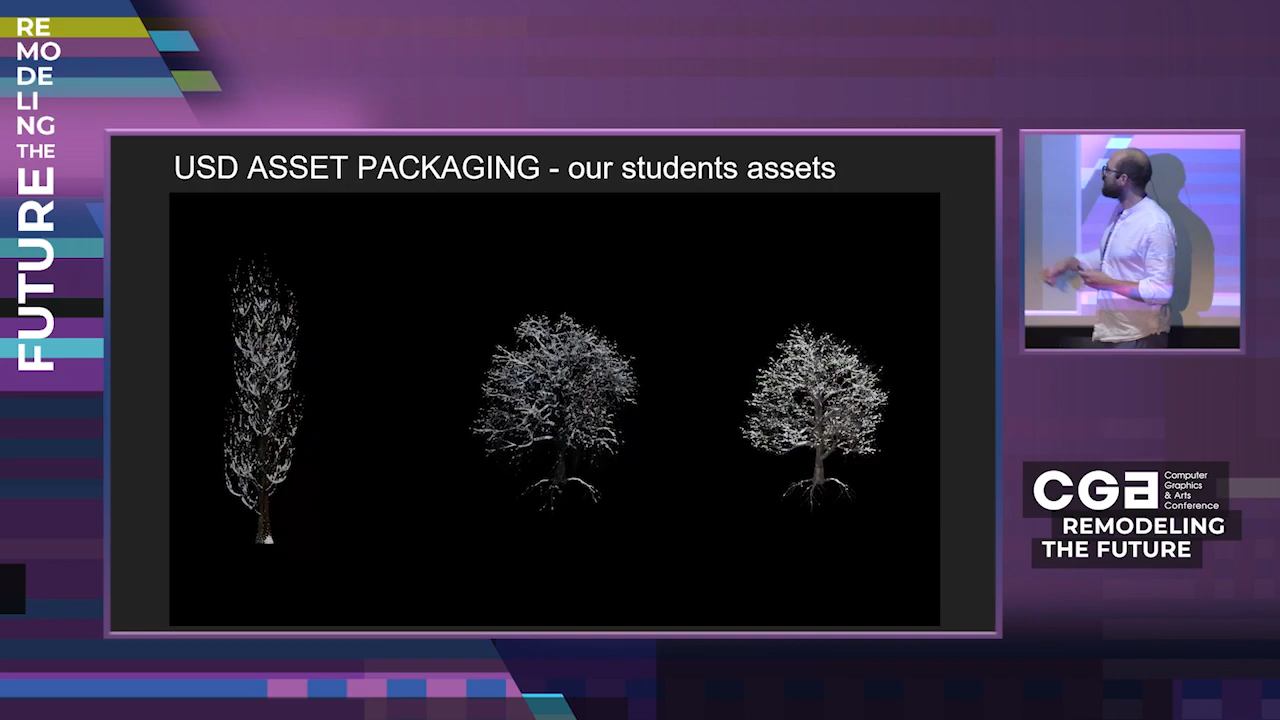 RE
MO
DE
LI
NG
THE
FUTURE
USD ASSET PACKAGING - our students assets
CGA
Computer
Graphics
& Arts
Conference
REMODELING
THE FUTURE